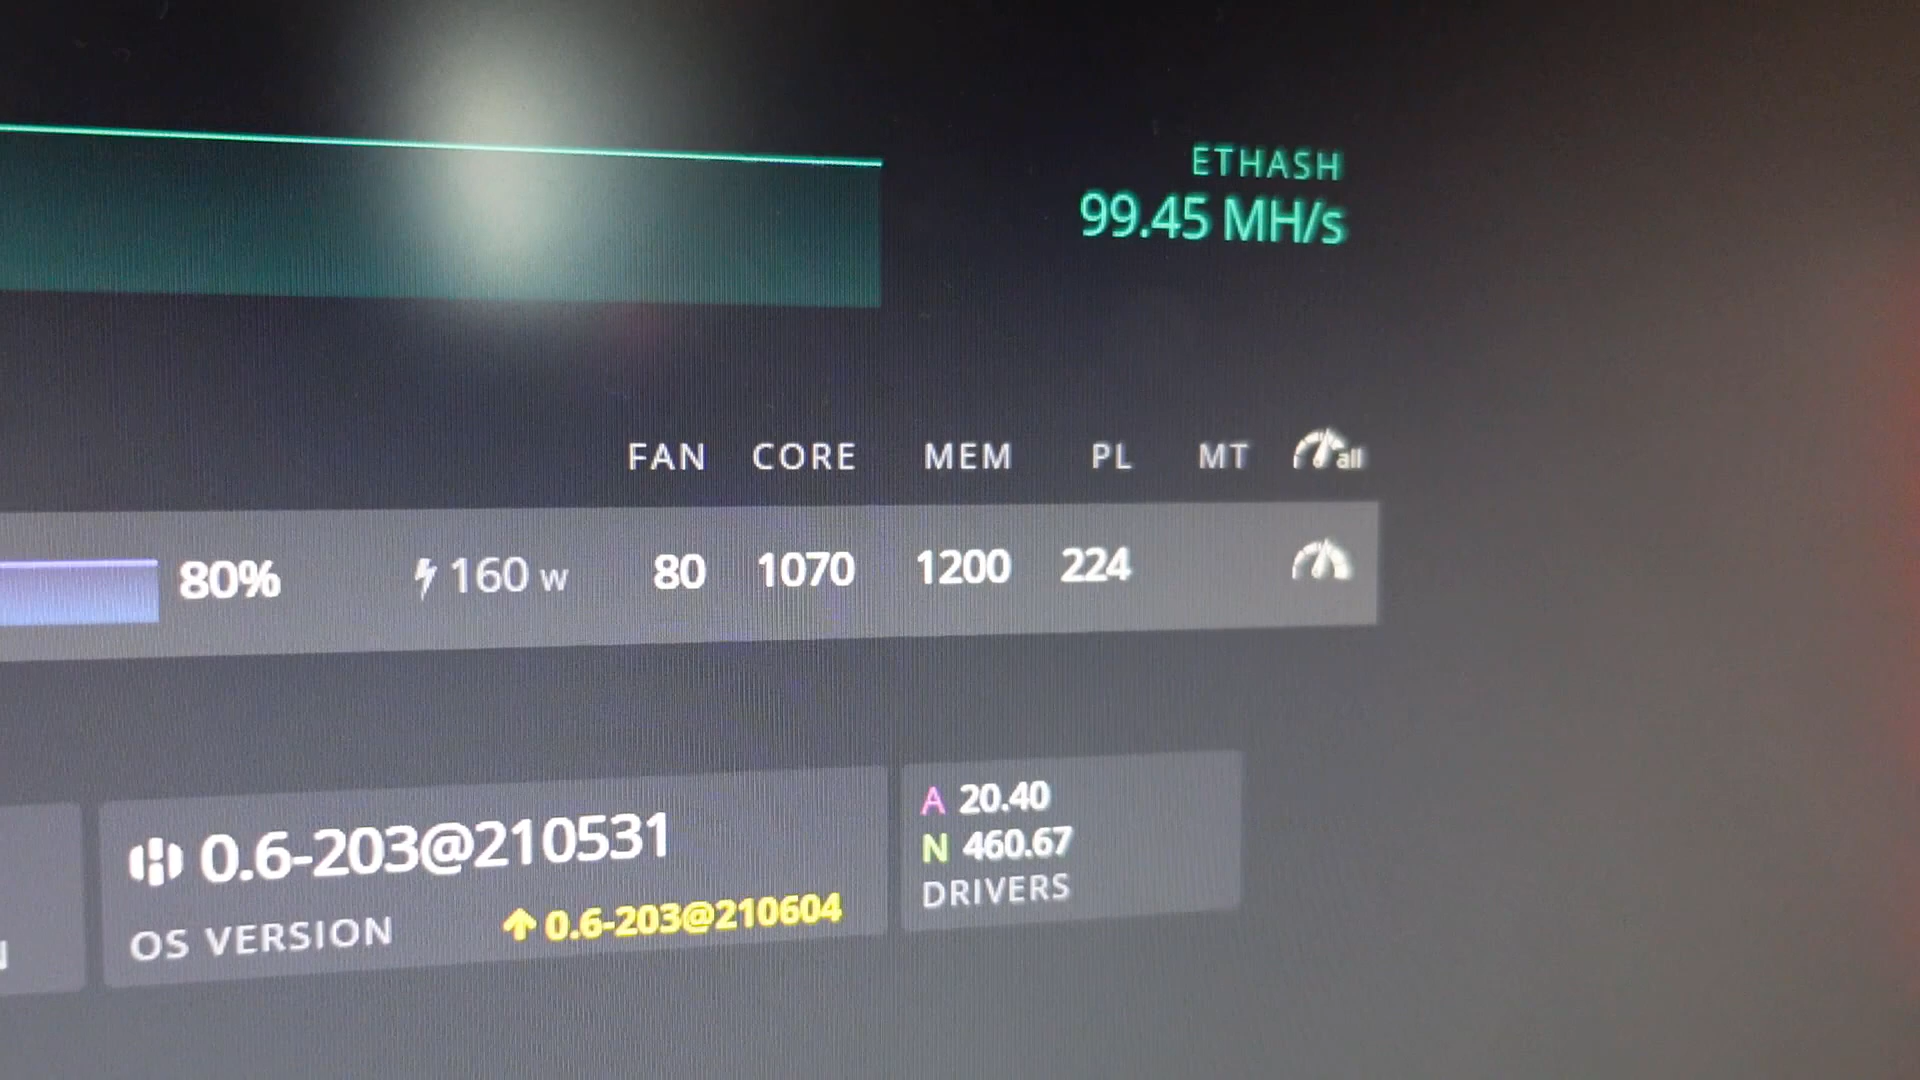 ETHASH
99.45 MH/s
FAN CORE MEM PL MT all
80% 160 w 80 1070 1200 224
0.6-203@210531
OS VERSION 0.6-203@210604
A 20.40
N 460.67
DRIVERS